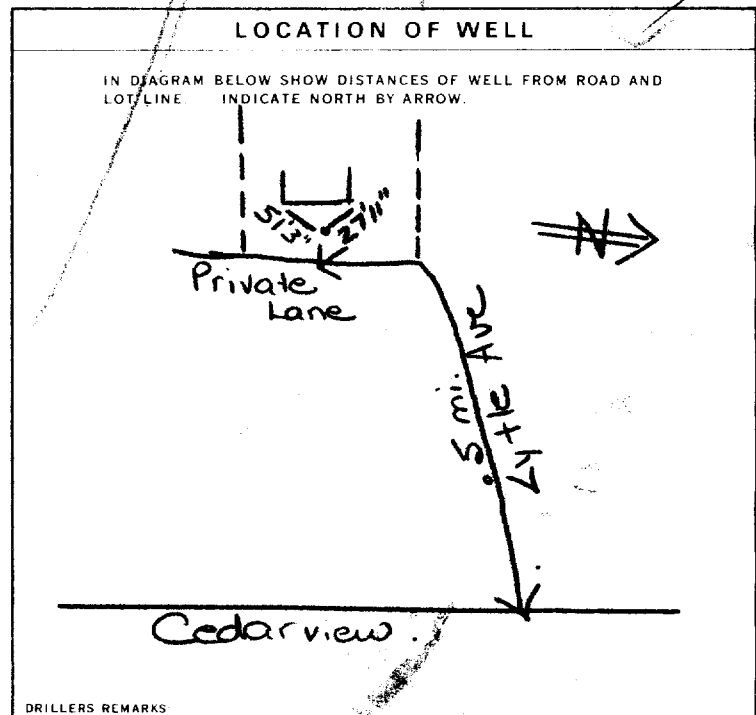 LOCATION OF WELL
IN DIAGRAM BELOW SHOW DISTANCES OF WELL FROM ROAD AND
LOT LINE. INDICATE NORTH BY ARROW.
51'3" 27'11"
N
Private
Lane
.5 mi.
Lytle Ave
Cedarview.
DRILLERS REMARKS